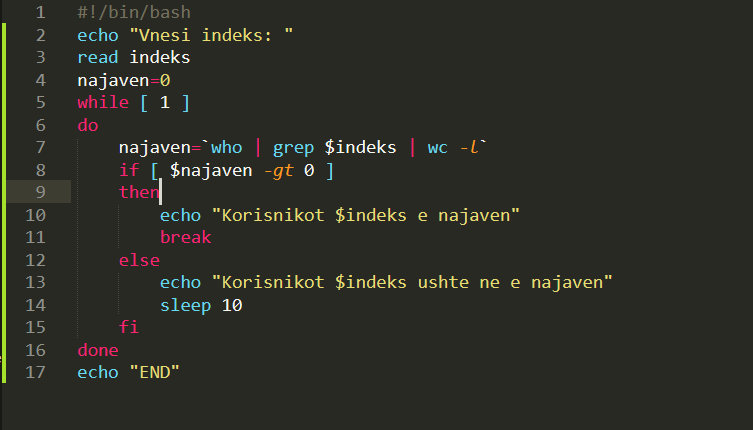 1 #!/bin/bash
2 echo "Vnesi indeks: "
3 read indeks
4 najaven=0
5 while [ 1 ]
6 do
7     najaven=`who | grep $indeks | wc -l`
8     if [ $najaven -gt 0 ]
9     then
10         echo "Korisnikot $indeks e najaven"
11         break
12     else
13         echo "Korisnikot $indeks ushte ne e najaven"
14         sleep 10
15     fi
16 done
17 echo "END"